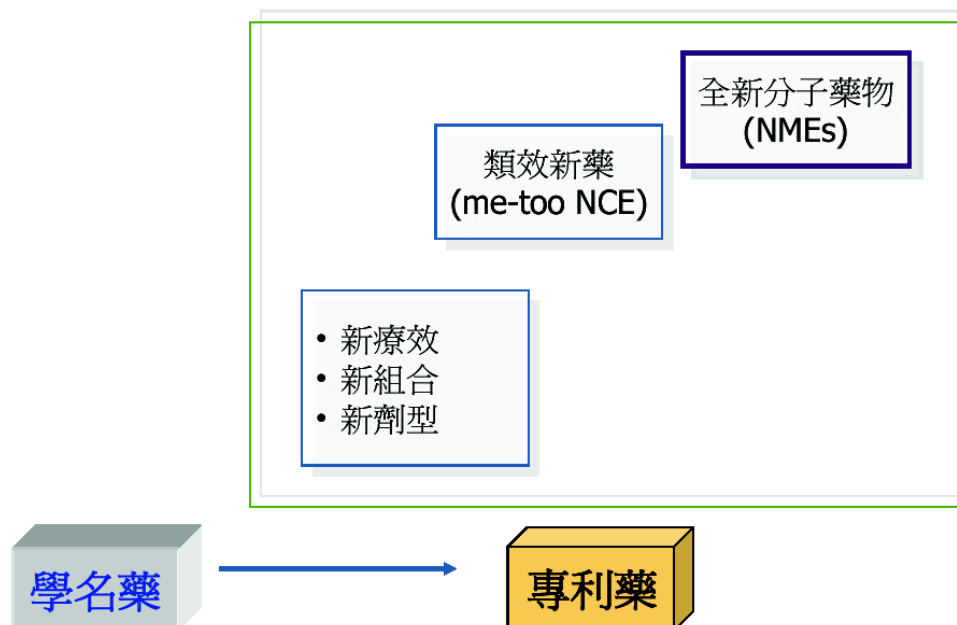 全新分子藥物
(NMEs)
類效新藥
(me-too NCE)
• 新療效
• 新組合
• 新劑型
學名藥
專利藥